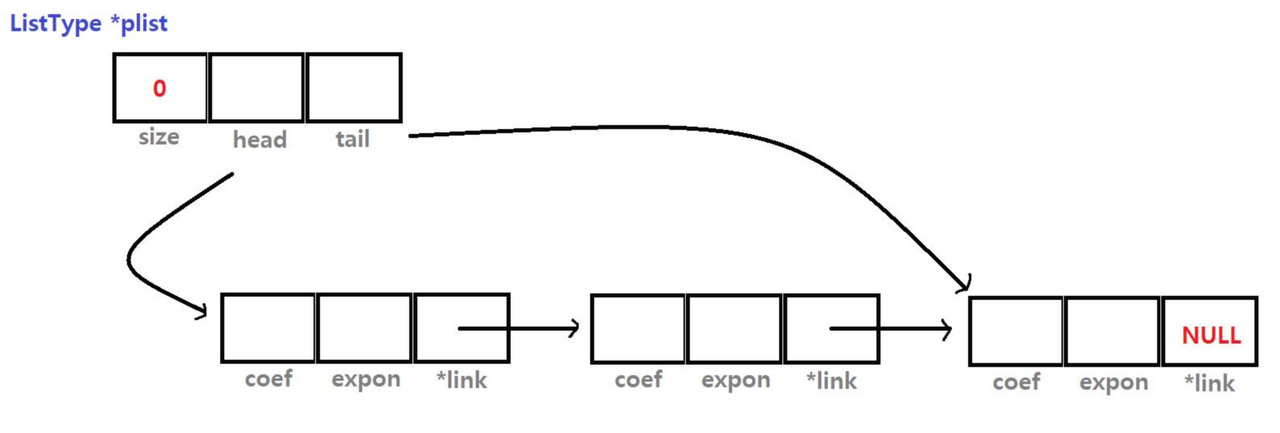 ListType *plist
0
size head tail
NULL
coef expon *link coef expon *link coef expon *link